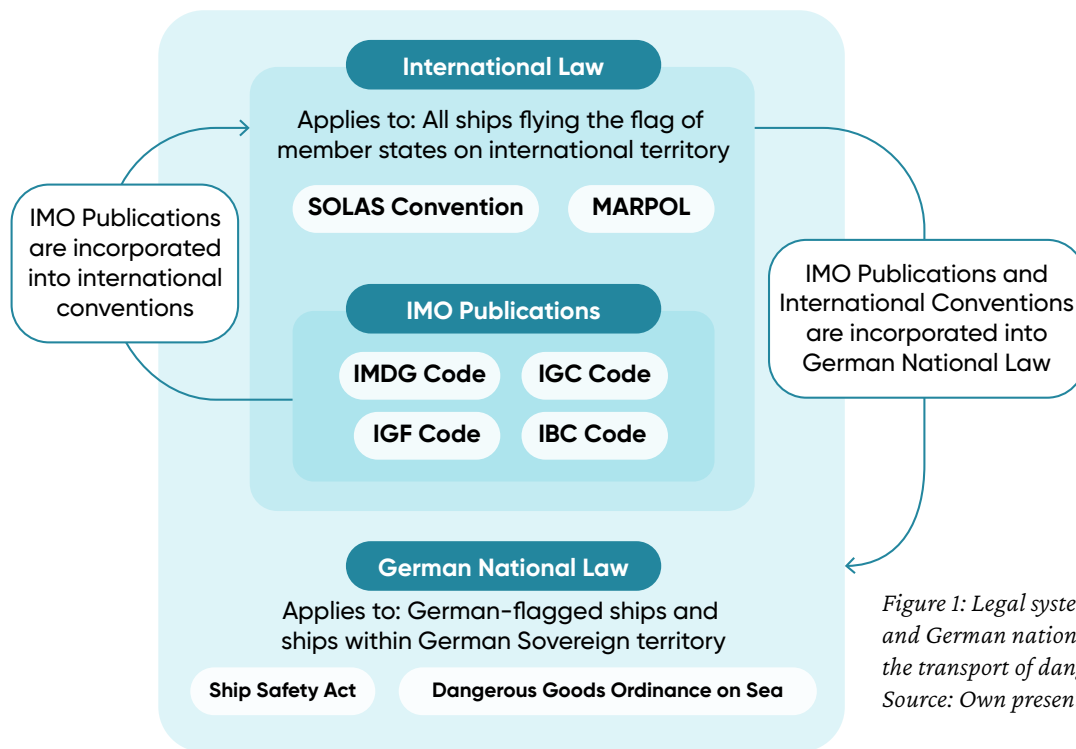 International Law
Applies to: All ships flying the flag of
member states on international territory
SOLAS Convention
MARPOL
IMO Publications
are incorporated
into international
conventions
IMO Publications
IMDG Code
IGC Code
IGF Code
IBC Code
IMO Publications and
International Conventions
are incorporated into
German National Law
German National Law
Applies to: German-flagged ships and
ships within German Sovereign territory
Ship Safety Act
Dangerous Goods Ordinance on Sea
Figure 1: Legal syste
and German nation
the transport of dan
Source: Own presen